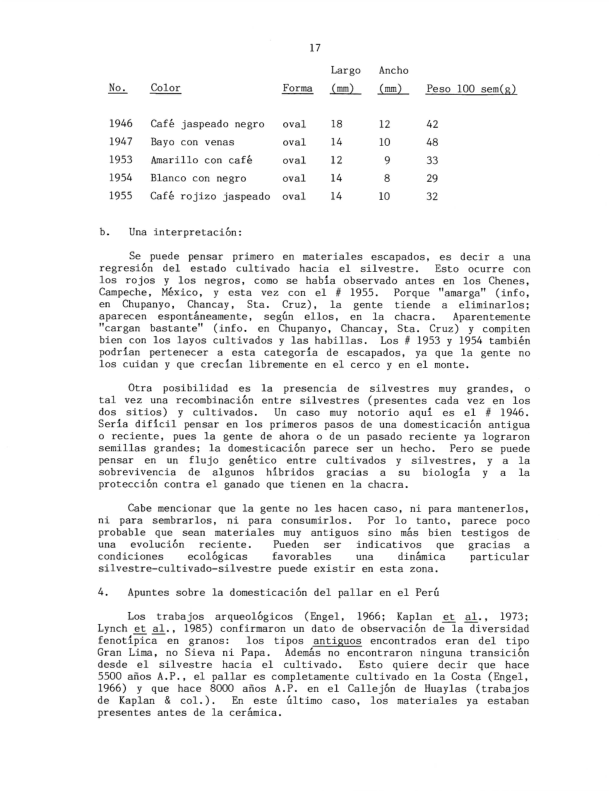 17
Largo Ancho
No. Color Forma (mm) (mm) Peso 100 sem(g)
1946 Café jaspeado negro oval 18 12 42
1947 Bayo con venas oval 14 10 48
1953 Amarillo con café oval 12 9 33
1954 Blanco con negro oval 14 8 29
1955 Café rojizo jaspeado oval 14 10 32
b. Una interpretación:
Se puede pensar primero en materiales escapados, es decir a una
regresión del estado cultivado hacia el silvestre. Esto ocurre con
los rojos y los negros, como se había observado antes en los Chenes,
Campeche, México, y esta vez con el # 1955. Porque "amarga" (info,
en Chupanyo, Chancay, Sta. Cruz), la gente tiende a eliminarlos;
aparecen espontáneamente, según ellos, en la chacra. Aparentemente
"cargan bastante" (info. en Chupanyo, Chancay, Sta. Cruz) y compiten
bien con los layos cultivados y las habillas. Los # 1953 y 1954 también
podrían pertenecer a esta categoría de escapados, ya que la gente no
los cuidan y que crecían libremente en el cerco y en el monte.
Otra posibilidad es la presencia de silvestres muy grandes, o
tal vez una recombinación entre silvestres (presentes cada vez en los
dos sitios) y cultivados. Un caso muy notorio aquí es el # 1946.
Sería difícil pensar en los primeros pasos de una domesticación antigua
o reciente, pues la gente de ahora o de un pasado reciente ya lograron
semillas grandes; la domesticación parece ser un hecho. Pero se puede
pensar en un flujo genético entre cultivados y silvestres, y a la
sobrevivencia de algunos híbridos gracias a su biología y a la
protección contra el ganado que tienen en la chacra.
Cabe mencionar que la gente no les hacen caso, ni para mantenerlos,
ni para sembrarlos, ni para consumirlos. Por lo tanto, parece poco
probable que sean materiales muy antiguos sino más bien testigos de
una evolución reciente. Pueden ser indicativos que gracias a
condiciones ecológicas favorables una dinámica particular
silvestre-cultivado-silvestre puede existir en esta zona.
4. Apuntes sobre la domesticación del pallar en el Perú
Los trabajos arqueológicos (Engel, 1966; Kaplan et al., 1973;
Lynch et al., 1985) confirmaron un dato de observación de la diversidad
fenotípica en granos: los tipos antiguos encontrados eran del tipo
Gran Lima, no Sieva ni Papa. Además no encontraron ninguna transición
desde el silvestre hacia el cultivado. Esto quiere decir que hace
5500 años A.P., el pallar es completamente cultivado en la Costa (Engel,
1966) y que hace 8000 años A.P. en el Callejón de Huaylas (trabajos
de Kaplan & col.). En este último caso, los materiales ya estaban
presentes antes de la cerámica.